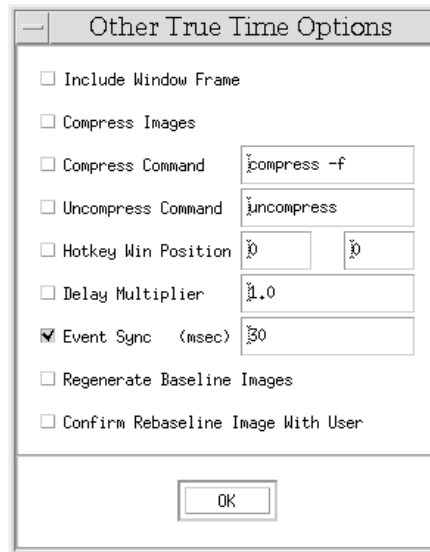 Other True Time Options
Include Window Frame
Compress Images
Compress Command compress -f
Uncompress Command uncompress
Hotkey Win Position 0 0
Delay Multiplier 1.0
Event Sync (msec) 30
Regenerate Baseline Images
Confirm Rebaseline Image With User
OK